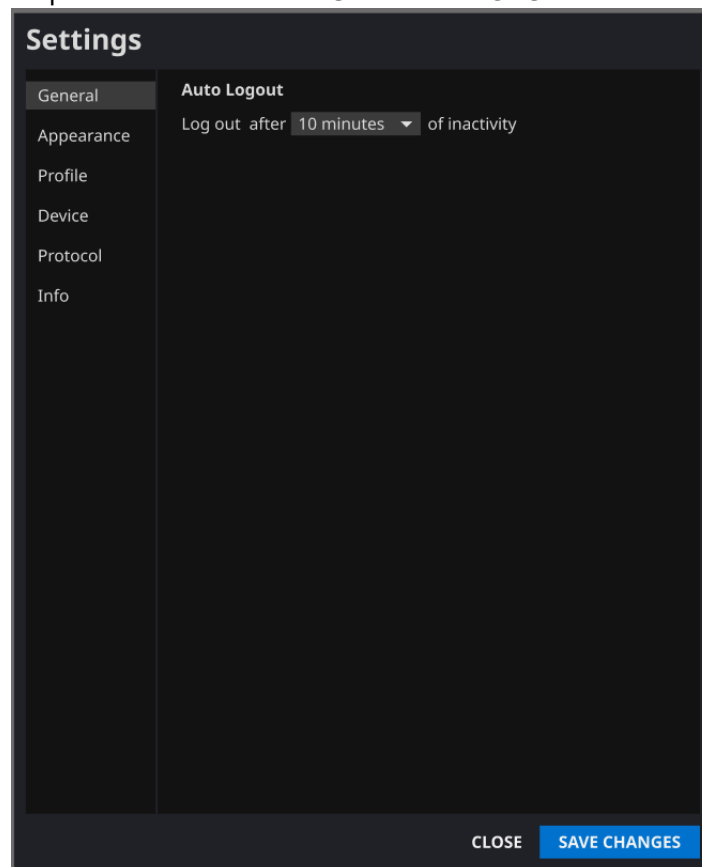 Settings
General
Appearance
Profile
Device
Protocol
Info
Auto Logout
Log out after 10 minutes of inactivity
CLOSE SAVE CHANGES